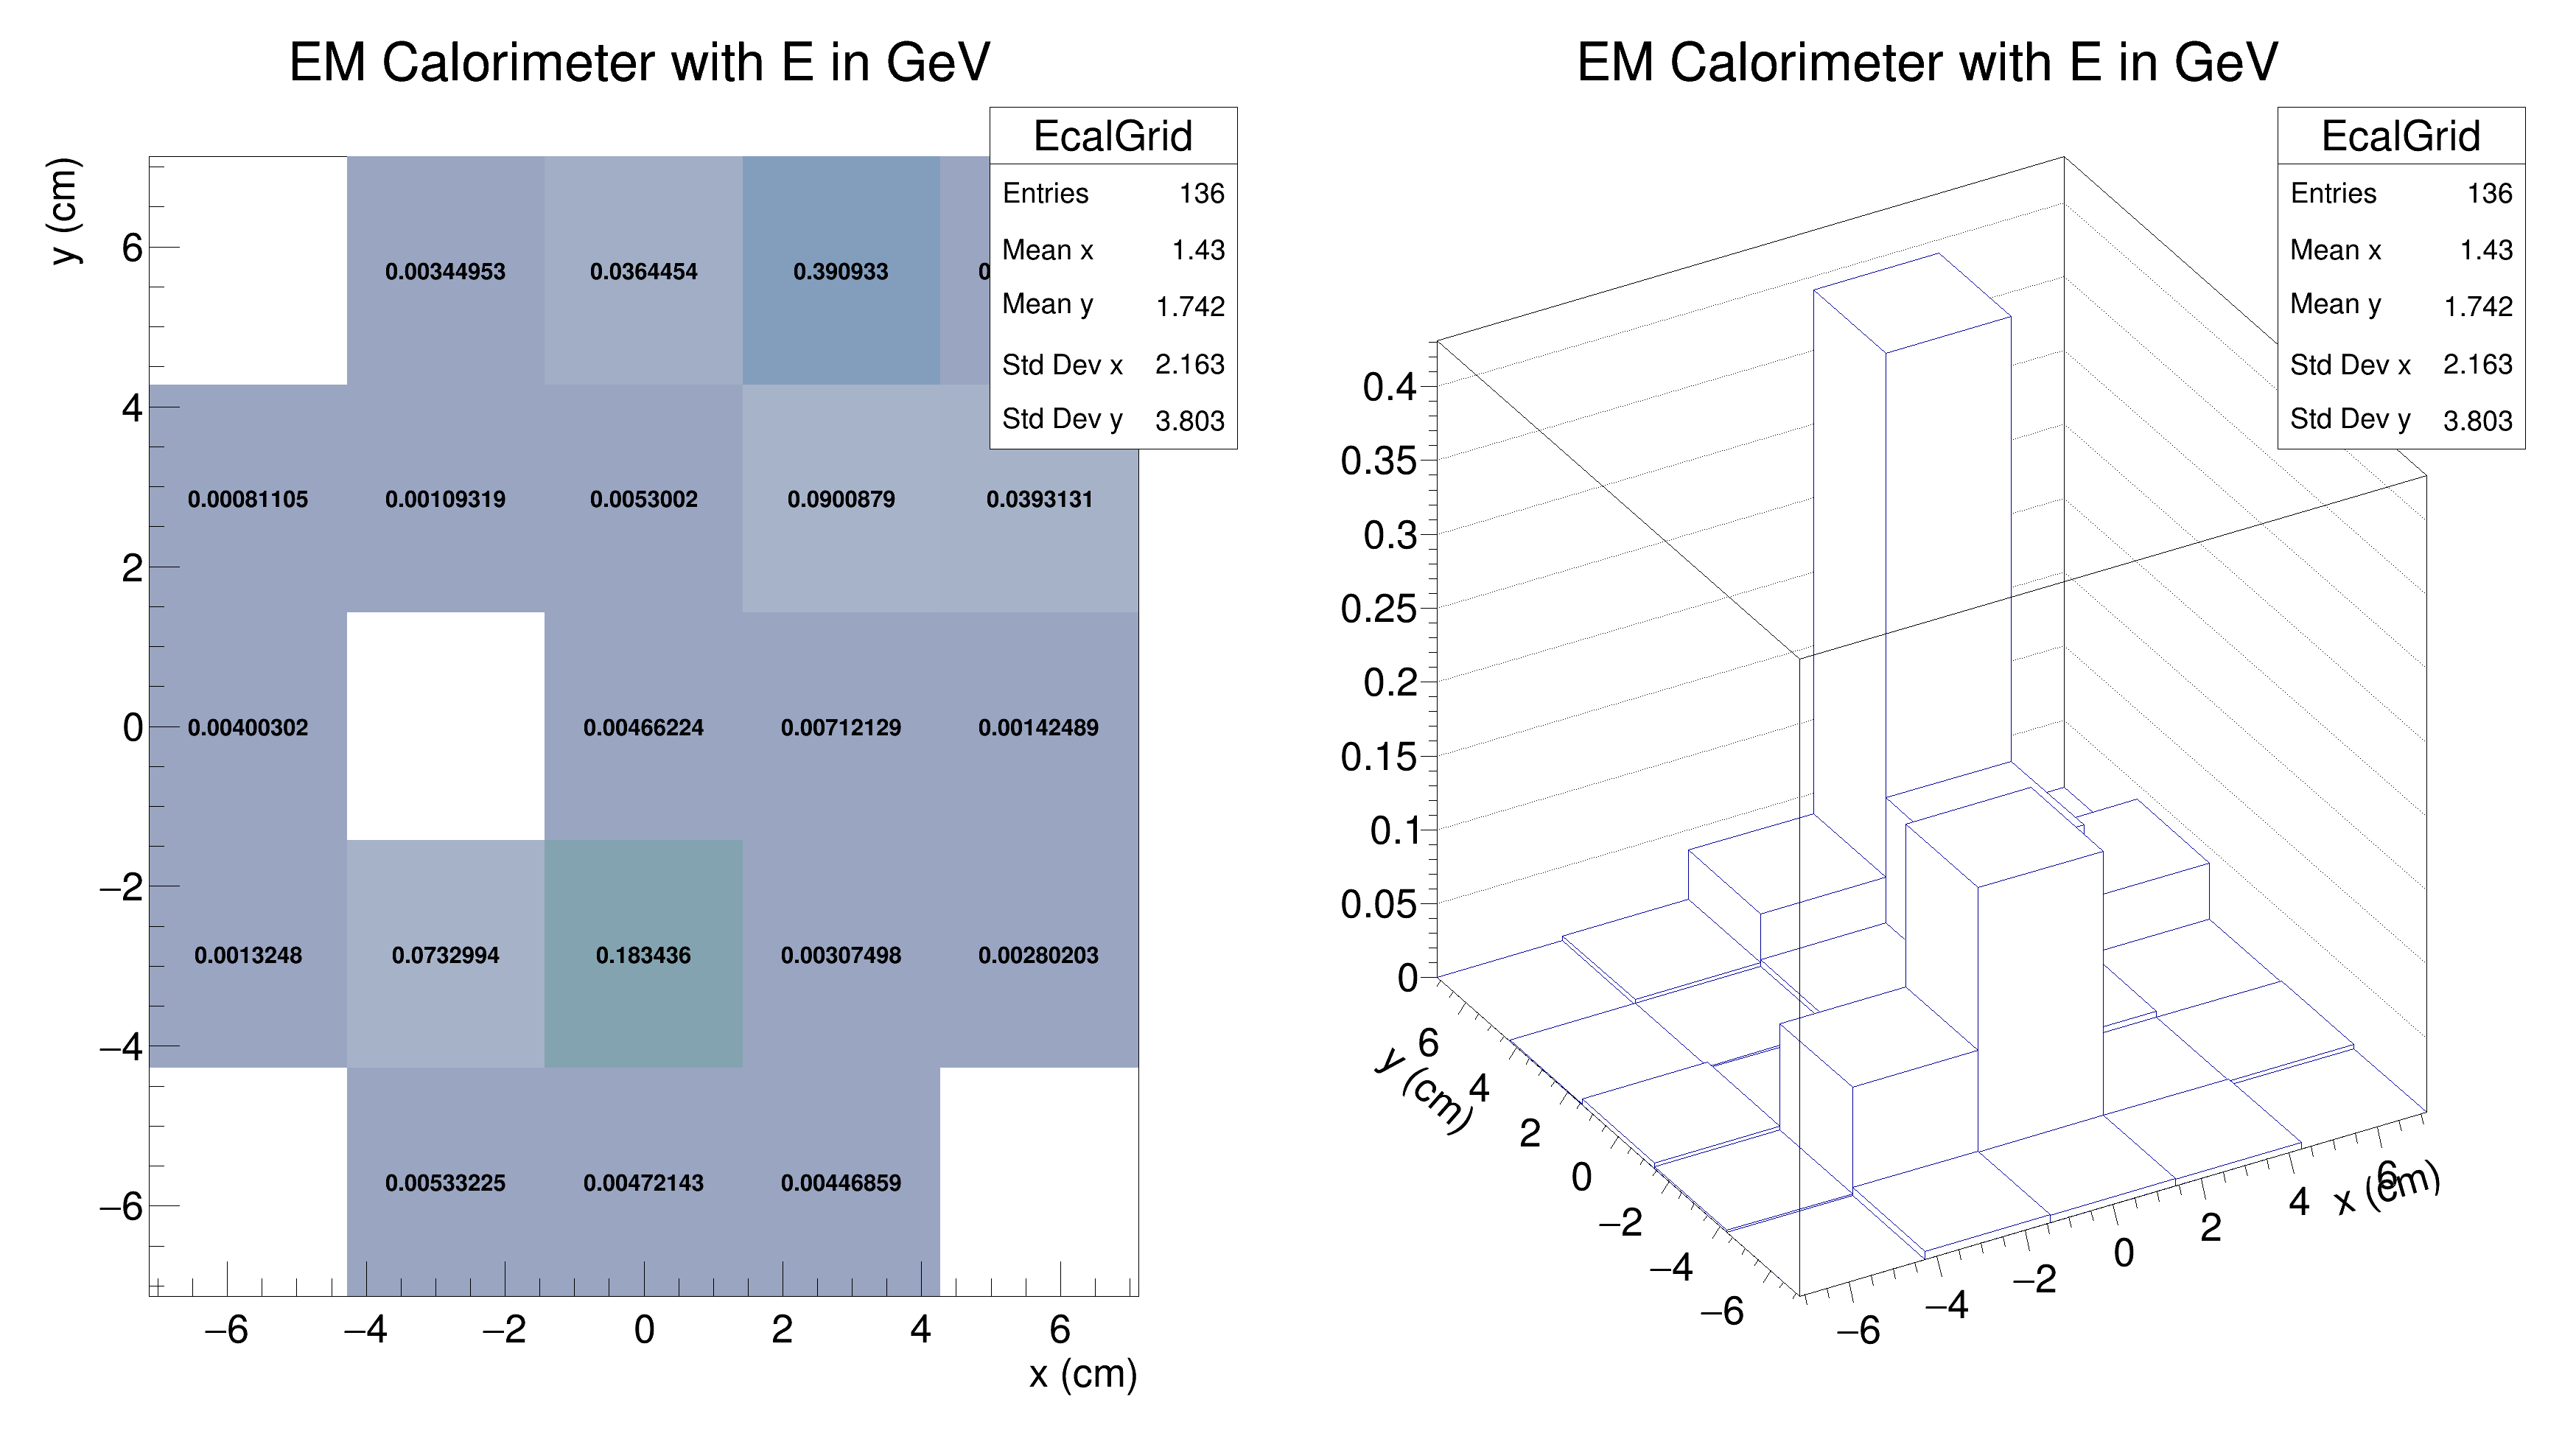 EM Calorimeter with E in GeV
EcalGrid
Entries 136
Mean x 1.43
Mean y 1.742
Std Dev x 2.163
Std Dev y 3.803
y (cm)
6
4
2
0
−2
−4
−6
0.00344953 0.0364454 0.390933
0.00081105 0.00109319 0.0053002 0.0900879 0.0393131
0.00400302 0.00466224 0.00712129 0.00142489
0.0013248 0.0732994 0.183436 0.00307498 0.00280203
0.00533225 0.00472143 0.00446859
−6 −4 −2 0 2 4 6
x (cm)
EM Calorimeter with E in GeV
EcalGrid
Entries 136
Mean x 1.43
Mean y 1.742
Std Dev x 2.163
Std Dev y 3.803
0.4
0.35
0.3
0.25
0.2
0.15
0.1
0.05
0
y (cm)
6
4
2
0
−2
−4
−6
−6 −4 −2 0 2 4 6
x (cm)